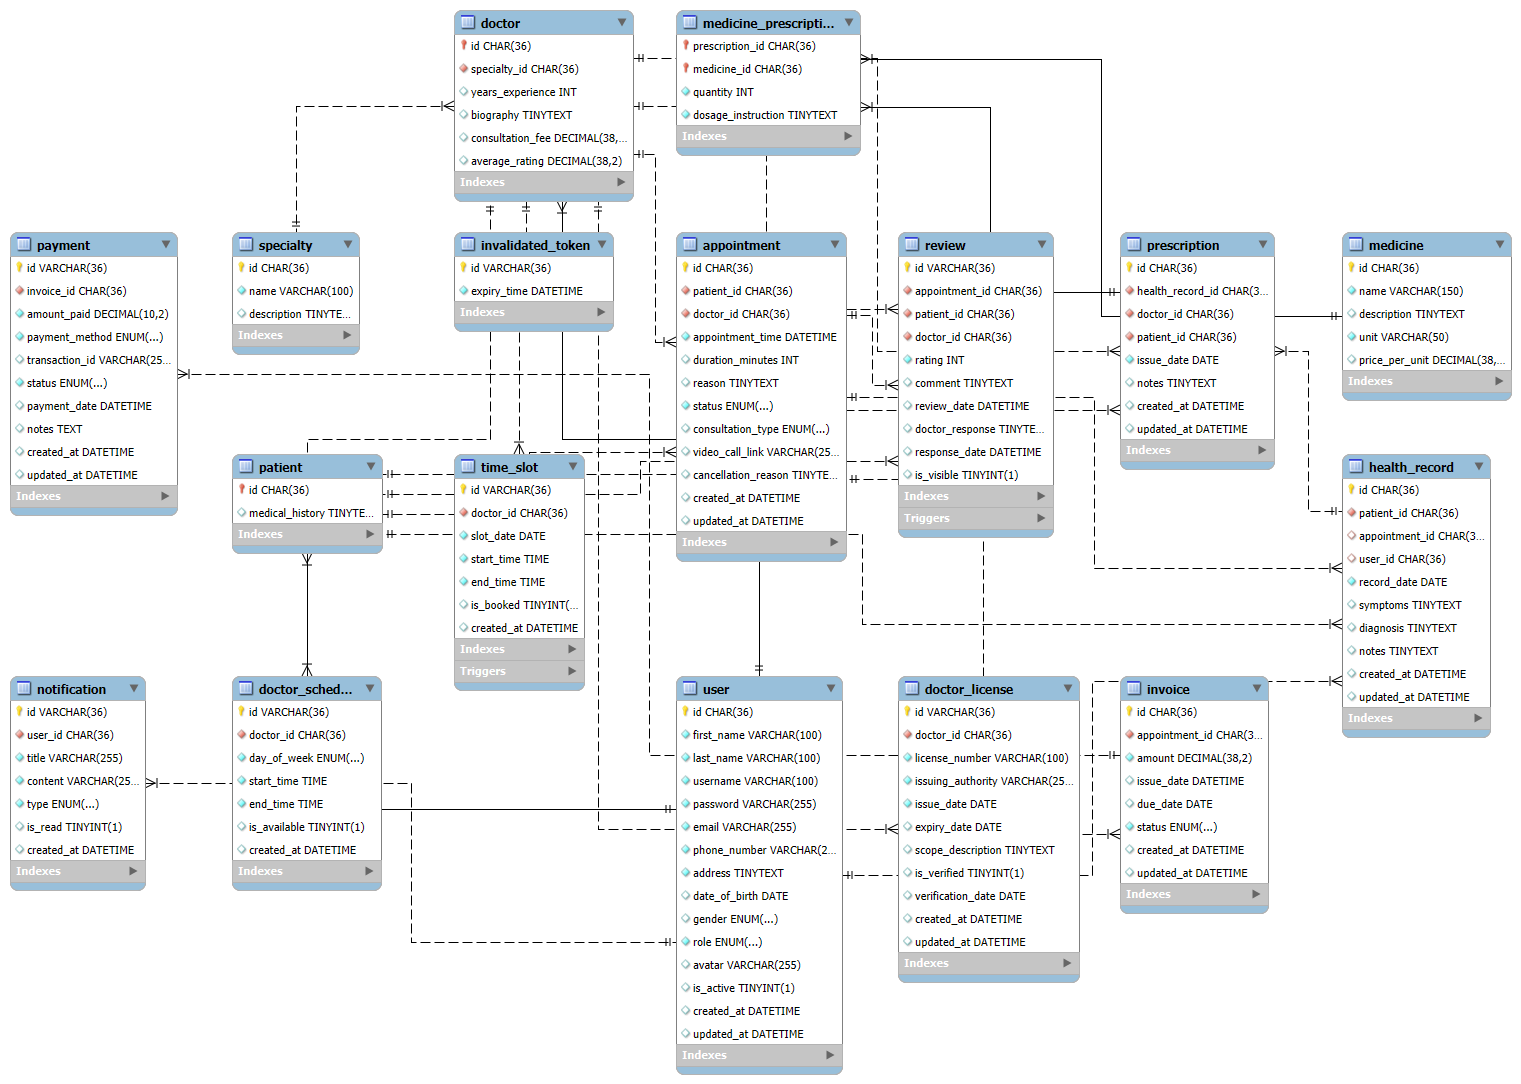 doctor
id CHAR(36)
specialty_id CHAR(36)
years_experience INT
biography TINYTEXT
consultation_fee DECIMAL(38,...
average_rating DECIMAL(38,2)
Indexes
medicine_prescripti...
prescription_id CHAR(36)
medicine_id CHAR(36)
quantity INT
dosage_instruction TINYTEXT
Indexes
payment
id VARCHAR(36)
invoice_id CHAR(36)
amount_paid DECIMAL(10,2)
payment_method ENUM(...)
transaction_id VARCHAR(25...
status ENUM(...)
payment_date DATETIME
notes TEXT
created_at DATETIME
updated_at DATETIME
Indexes
specialty
id CHAR(36)
name VARCHAR(100)
description TINYTE...
Indexes
invalidated_token
id VARCHAR(36)
expiry_time DATETIME
Indexes
appointment
id CHAR(36)
patient_id CHAR(36)
doctor_id CHAR(36)
appointment_time DATETIME
duration_minutes INT
reason TINYTEXT
status ENUM(...)
consultation_type ENUM(...)
video_call_link VARCHAR(25...
cancellation_reason TINYTE...
created_at DATETIME
updated_at DATETIME
Indexes
review
id VARCHAR(36)
appointment_id CHAR(36)
patient_id CHAR(36)
doctor_id CHAR(36)
rating INT
comment TINYTEXT
review_date DATETIME
doctor_response TINYTE...
response_date DATETIME
is_visible TINYINT(1)
Indexes
Triggers
prescription
id CHAR(36)
health_record_id CHAR(3...
doctor_id CHAR(36)
patient_id CHAR(36)
issue_date DATE
notes TINYTEXT
created_at DATETIME
updated_at DATETIME
Indexes
medicine
id CHAR(36)
name VARCHAR(150)
description TINYTEXT
unit VARCHAR(50)
price_per_unit DECIMAL(38,...
Indexes
patient
id CHAR(36)
medical_history TINYTE...
Indexes
time_slot
id VARCHAR(36)
doctor_id CHAR(36)
slot_date DATE
start_time TIME
end_time TIME
is_booked TINYINT(...
created_at DATETIME
Indexes
Triggers
health_record
id CHAR(36)
patient_id CHAR(36)
appointment_id CHAR(3...
user_id CHAR(36)
record_date DATE
symptoms TINYTEXT
diagnosis TINYTEXT
notes TINYTEXT
created_at DATETIME
updated_at DATETIME
Indexes
notification
id VARCHAR(36)
user_id CHAR(36)
title VARCHAR(255)
content VARCHAR(25...
type ENUM(...)
is_read TINYINT(1)
created_at DATETIME
Indexes
doctor_sched...
id VARCHAR(36)
doctor_id CHAR(36)
day_of_week ENUM(...)
start_time TIME
end_time TIME
is_available TINYINT(1)
created_at DATETIME
Indexes
user
id CHAR(36)
first_name VARCHAR(100)
last_name VARCHAR(100)
username VARCHAR(100)
password VARCHAR(255)
email VARCHAR(255)
phone_number VARCHAR(2...
address TINYTEXT
date_of_birth DATE
gender ENUM(...)
role ENUM(...)
avatar VARCHAR(255)
is_active TINYINT(1)
created_at DATETIME
updated_at DATETIME
Indexes
doctor_license
id VARCHAR(36)
doctor_id CHAR(36)
license_number VARCHAR(100)
issuing_authority VARCHAR(25...
issue_date DATE
expiry_date DATE
scope_description TINYTEXT
is_verified TINYINT(1)
verification_date DATE
created_at DATETIME
updated_at DATETIME
Indexes
invoice
id CHAR(36)
appointment_id CHAR(3...
amount DECIMAL(38,2)
issue_date DATETIME
due_date DATE
status ENUM(...)
created_at DATETIME
updated_at DATETIME
Indexes